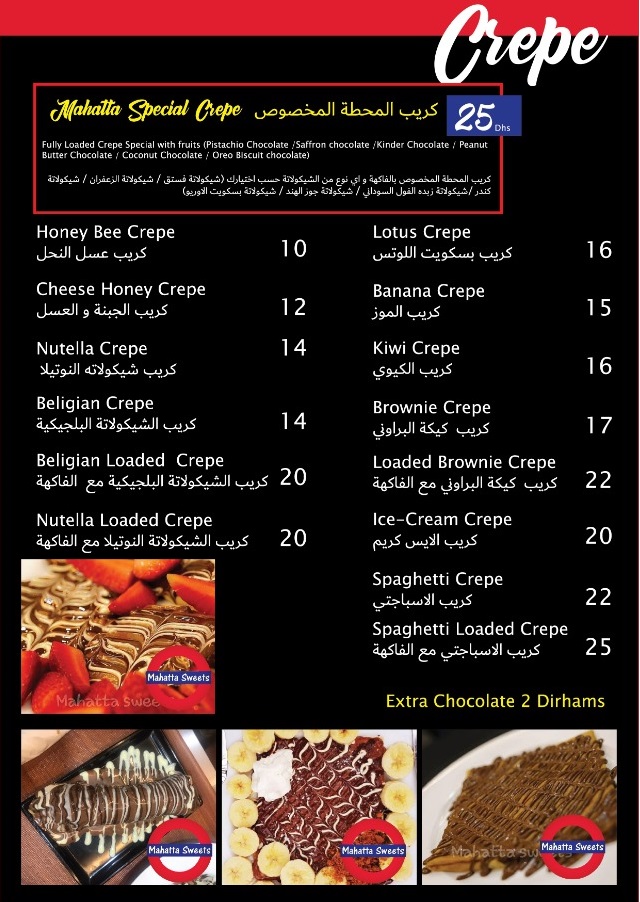 Crepe
Mahatta Special Crepe كريب المحطة المخصوص 25 Dhs
Fully Loaded Crepe Special with fruits (Pistachio Chocolate /Saffron chocolate /Kinder Chocolate / Peanut
Butter Chocolate / Coconut Chocolate / Oreo Biscuit chocolate)
كريب المحطة المخصوص بالفاكهة و اي نوع من الشيكولاتة حسب اختيارك (شيكولاتة فستق / شيكولاتة الزعفران / شيكولاتة
كندر /شيكولاتة زبده الفول السوداني / شيكولاتة جوز الهند / شيكولاتة بسكويت الاوريو)
Honey Bee Crepe
كريب عسل النحل 10
Cheese Honey Crepe
كريب الجبنة و العسل 12
Nutella Crepe 14
كريب شيكولاته النوتيلا
Beligian Crepe
كريب الشيكولاتة البلجيكية 14
Beligian Loaded Crepe
كريب الشيكولاتة البلجيكية مع الفاكهة 20
Nutella Loaded Crepe
كريب الشيكولاتة النوتيلا مع الفاكهة 20
Lotus Crepe
كريب بسكويت اللوتس 16
Banana Crepe
كريب الموز 15
Kiwi Crepe
كريب الكيوي 16
Brownie Crepe
كريب كيكة البراوني 17
Loaded Brownie Crepe
كريب كيكة البراوني مع الفاكهة 22
Ice-Cream Crepe
كريب الايس كريم 20
Spaghetti Crepe
كريب الاسباجتي 22
Spaghetti Loaded Crepe
كريب الاسباجتي مع الفاكهة 25
Extra Chocolate 2 Dirhams
Mahatta Sweets
Mahatta swee
Mahatta Sweets
Mahatta Sweets
Mahatta sweets
Mahatta Sweets